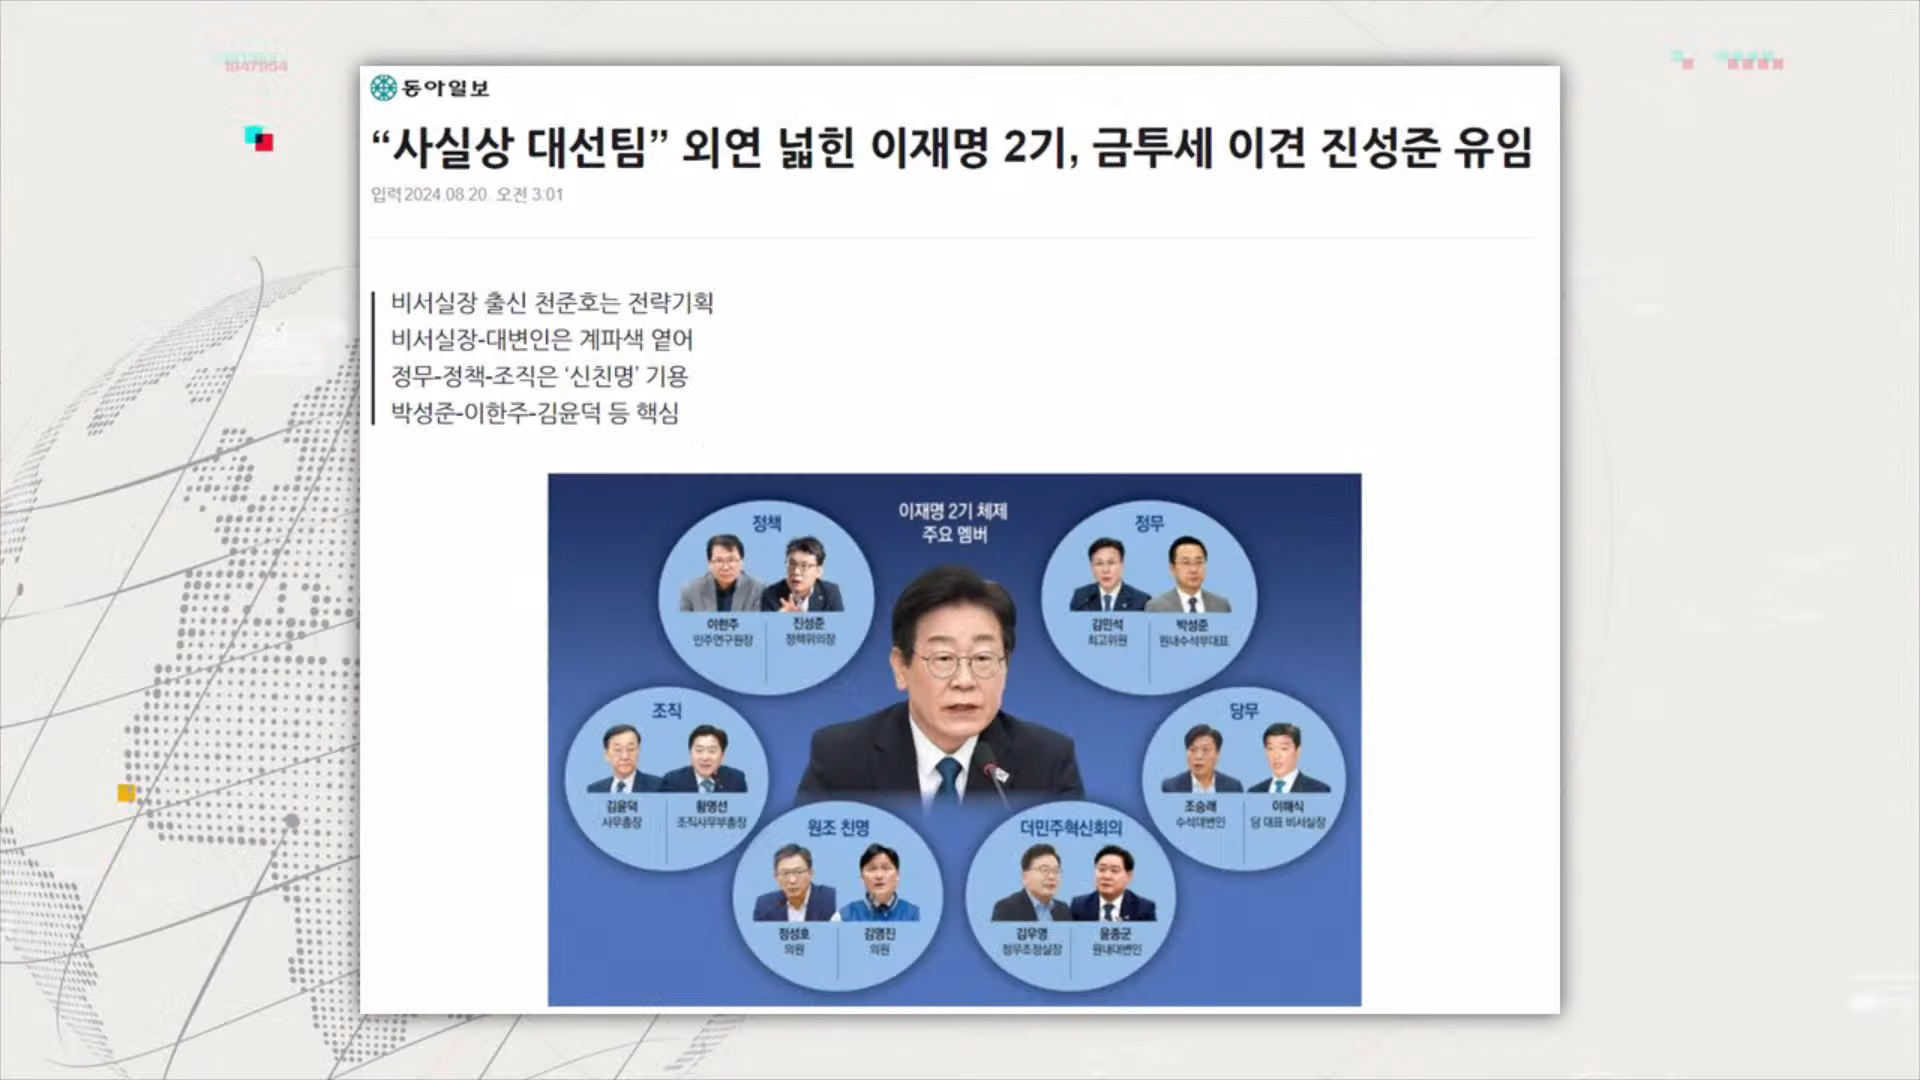 1847954
동아일보
“사실상 대선팀” 외연 넓힌 이재명 2기, 금투세 이견 진성준 유임
입력 2024.08.20. 오전 3:01
비서실장 출신 천준호는 전략기획
비서실장-대변인은 계파색 옅어
정무-정책-조직은 ‘신친명’ 기용
박성준-이한주-김윤덕 등 핵심
이재명 2기 체제
주요 멤버
정책
이한주 진성준
민주연구원장 정책위의장
정무
김민석 박성준
최고위원 원내수석부대표
조직
김윤덕 황명선
사무총장 조직사무부총장
당무
조승래 이해식
수석대변인 당 대표 비서실장
원조 친명
정성호 김영진
의원 의원
더민주혁신회의
김우영 윤종군
정무조정실장 원내대변인